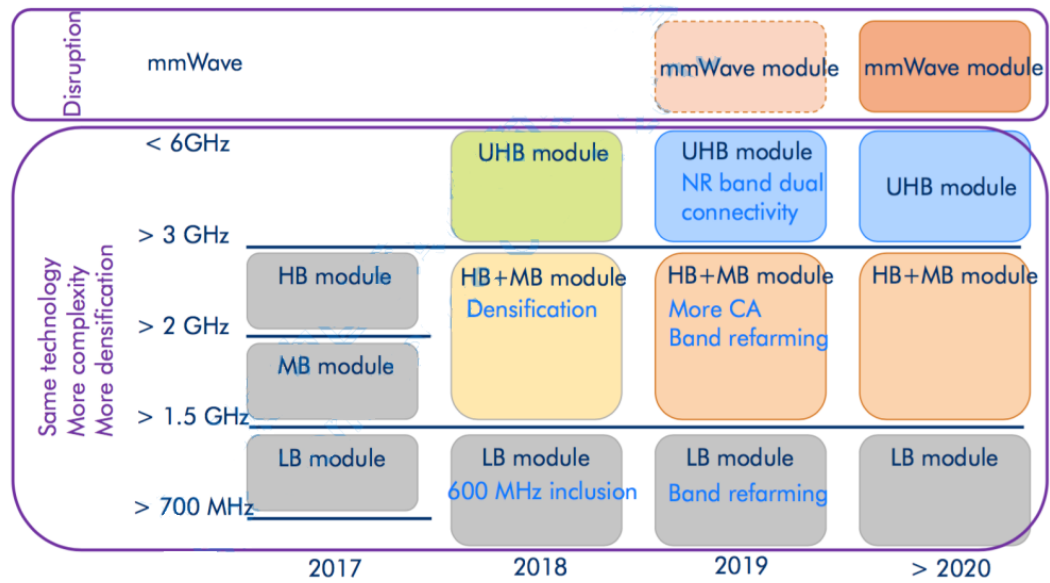 Disruption
mmWave
mmWave module
mmWave module
Same technology
More complexity
More densification
< 6GHz
UHB module
UHB module
NR band dual
connectivity
UHB module
> 3 GHz
HB module
HB+MB module
Densification
HB+MB module
More CA
Band refarming
HB+MB module
> 2 GHz
MB module
> 1.5 GHz
LB module
LB module
600 MHz inclusion
LB module
Band refarming
LB module
> 700 MHz
2017
2018
2019
> 2020